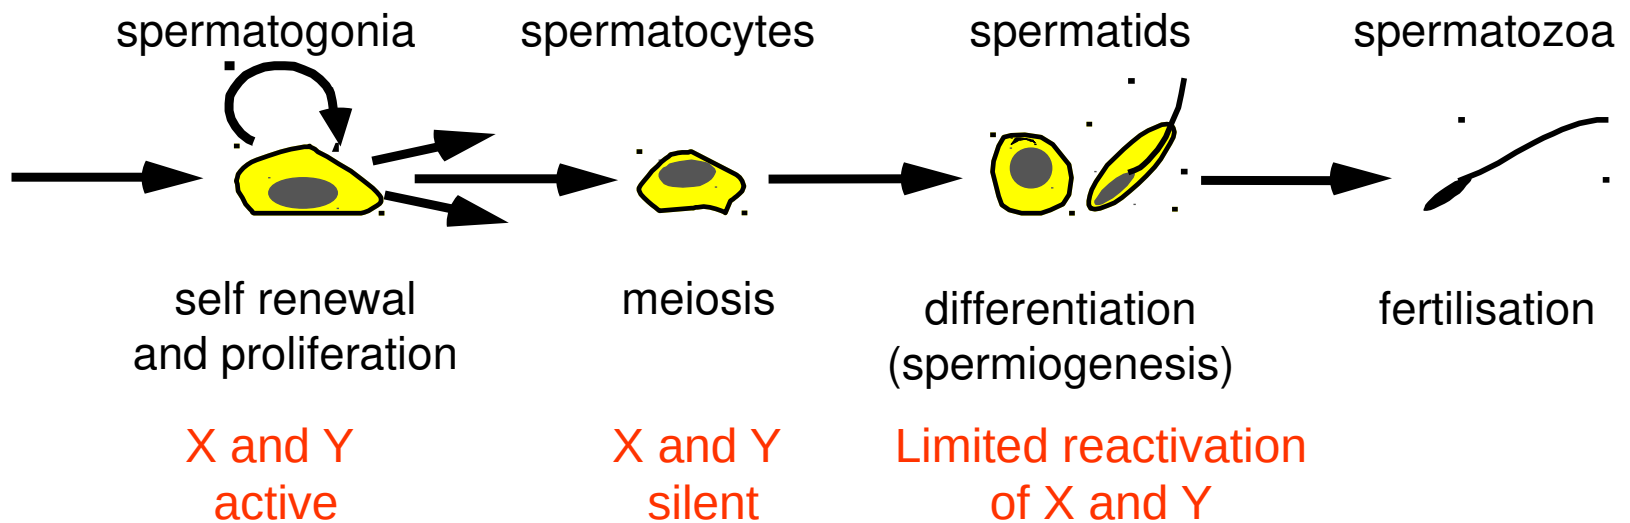 spermatogonia
spermatocytes
spermatids
spermatozoa
self renewal
and proliferation
meiosis
differentiation
(spermiogenesis)
fertilisation
X and Y
active
X and Y
silent
Limited reactivation
of X and Y